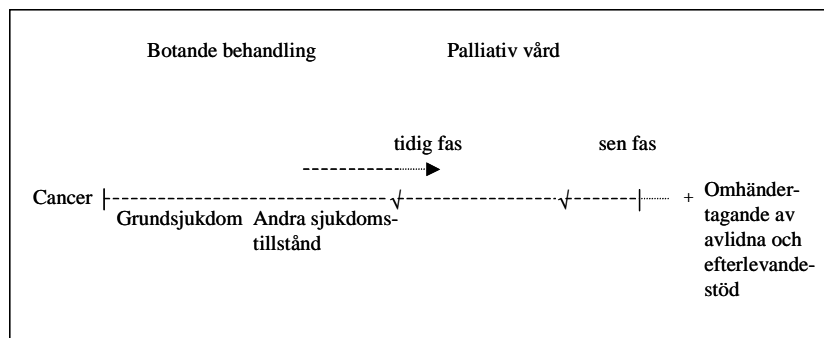 Botande behandling Palliativ vård
tidig fas sen fas
Cancer + Omhänder-
Grundsjukdom Andra sjukdoms- tagande av
tillstånd avlidna och
efterlevande-
stöd